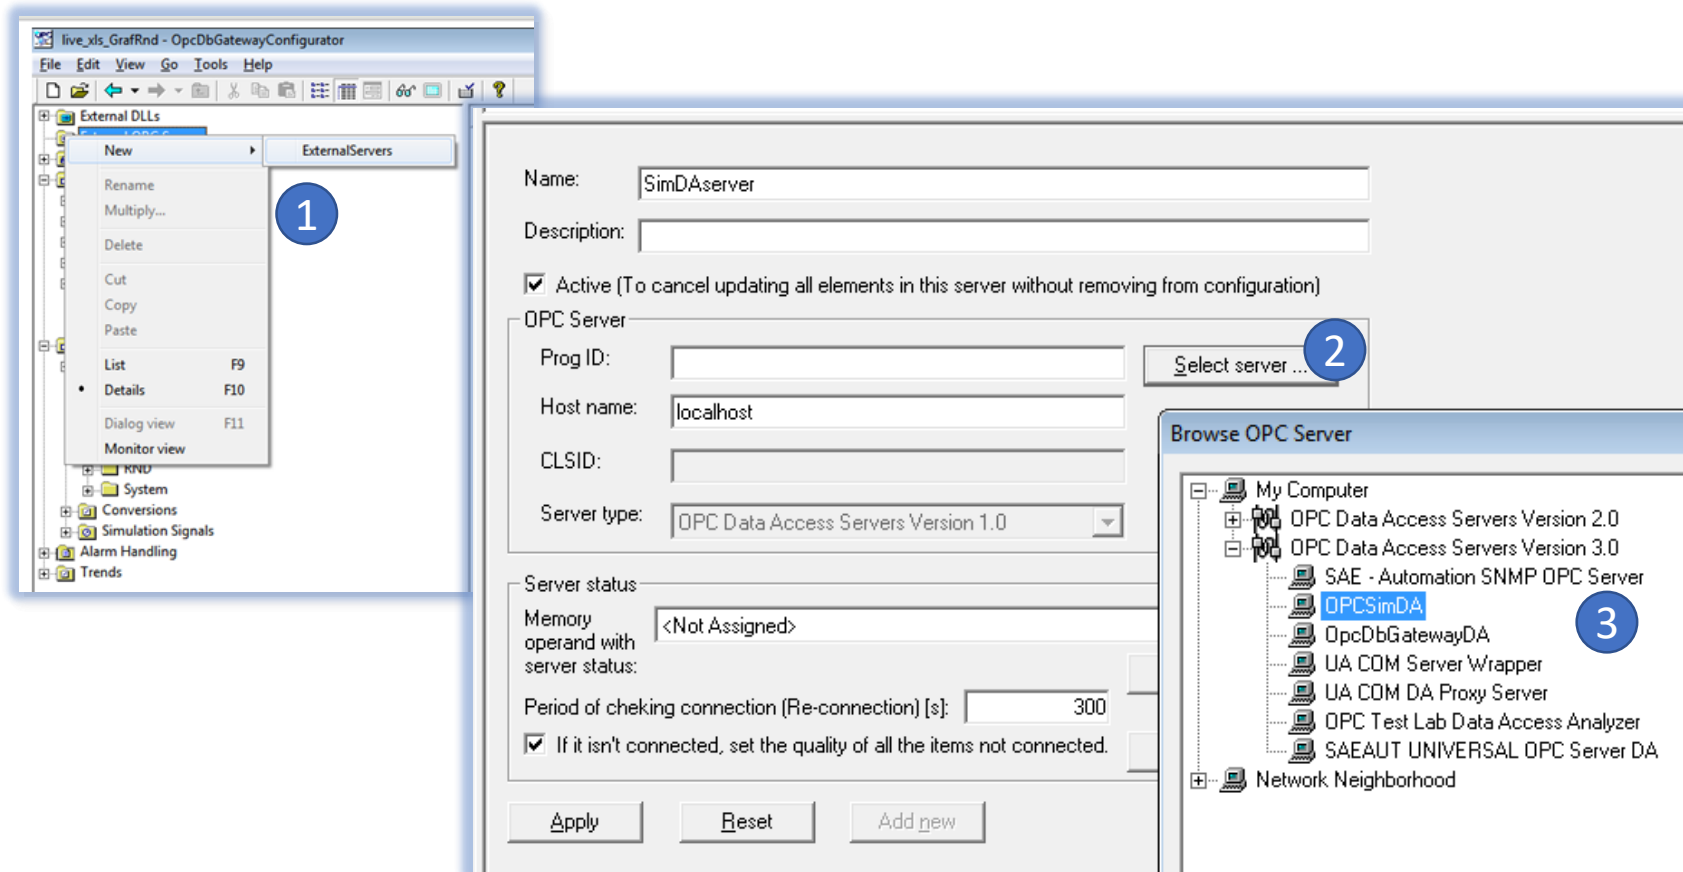 live_xls_GrafRnd - OpcDbGatewayConfigurator
File Edit View Go Tools Help
External DLLs
New
ExternalServers
Rename
Multiply...
Delete
Cut
Copy
Paste
List F9
Details F10
Dialog view F11
Monitor view
RND
System
Conversions
Simulation Signals
Alarm Handling
Trends
1
Name: SimDAserver
Description:
Active (To cancel updating all elements in this server without removing from configuration)
OPC Server
Prog ID:
Select server ...
2
Host name: localhost
CLSID:
Server type: OPC Data Access Servers Version 1.0
Server status
Memory
operand with
server status:
<Not Assigned>
Period of cheking connection (Re-connection) [s]: 300
If it isn't connected, set the quality of all the items not connected.
Apply Reset Add new
Browse OPC Server
My Computer
OPC Data Access Servers Version 2.0
OPC Data Access Servers Version 3.0
SAE - Automation SNMP OPC Server
OPCSimDA
3
OpcDbGatewayDA
UA COM Server Wrapper
UA COM DA Proxy Server
OPC Test Lab Data Access Analyzer
SAEAUT UNIVERSAL OPC Server DA
Network Neighborhood